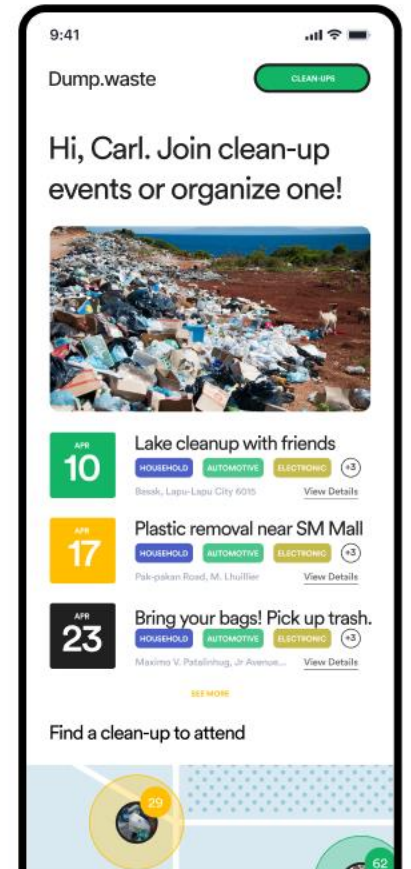 9:41
Dump.waste
CLEAN-UPS
Hi, Carl. Join clean-up
events or organize one!
APR
10
Lake cleanup with friends
HOUSEHOLD AUTOMOTIVE ELECTRONIC +3
Basak, Lapu-Lapu City 6015 View Details
APR
17
Plastic removal near SM Mall
HOUSEHOLD AUTOMOTIVE ELECTRONIC +3
Pak-pakan Road, M. Lhuillier View Details
APR
23
Bring your bags! Pick up trash.
HOUSEHOLD AUTOMOTIVE ELECTRONIC +3
Maximo V. Patalinhug, Jr Avenue... View Details
SEE MORE
Find a clean-up to attend
29
62